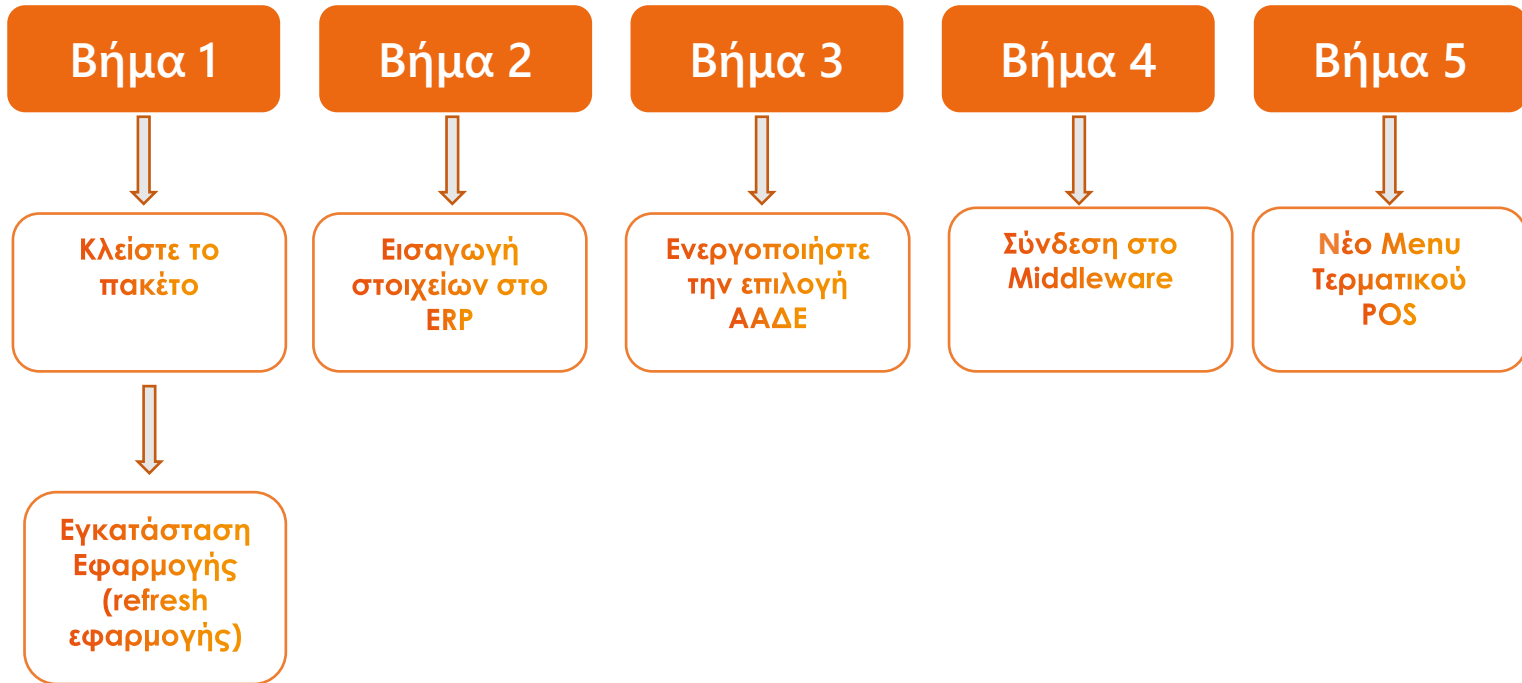 Βήμα 1
Βήμα 2
Βήμα 3
Βήμα 4
Βήμα 5
Κλείστε το
πακέτο
Εισαγωγή
στοιχείων στο
ERP
Ενεργοποιήστε
την επιλογή
ΑΑΔΕ
Σύνδεση στο
Middleware
Νέο Menu
Τερματικού
POS
Εγκατάσταση
Εφαρμογής
(refresh
εφαρμογής)